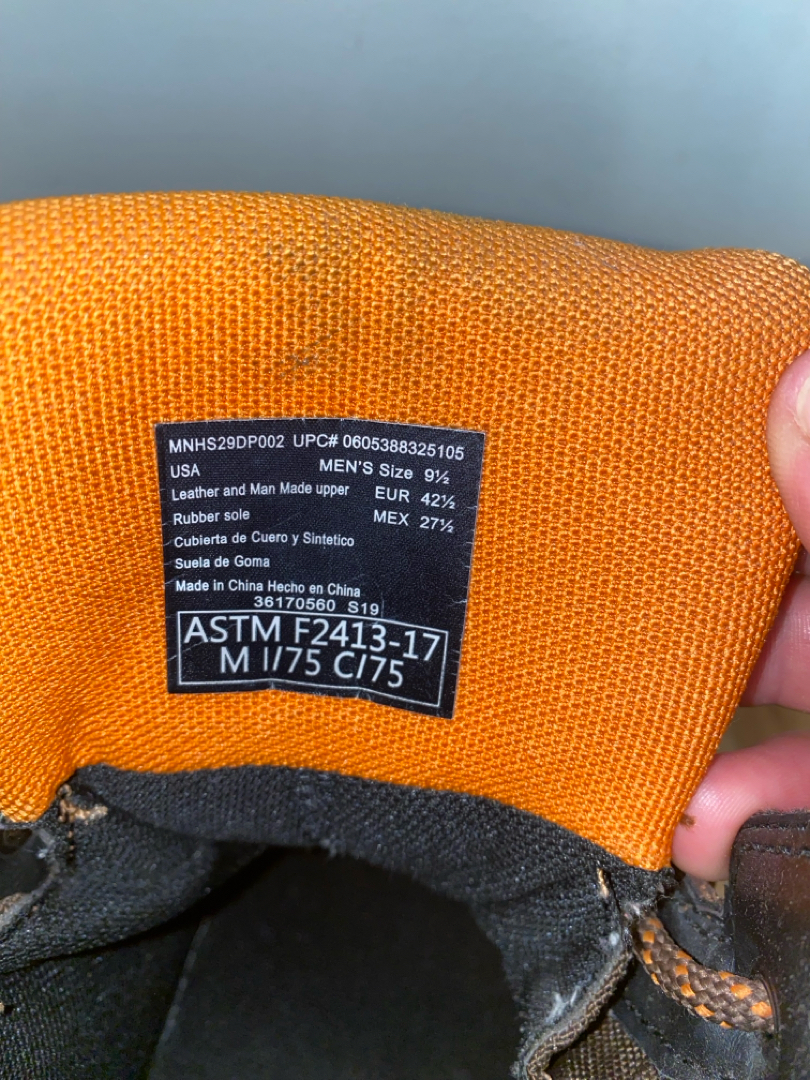 MNHS29DP002 UPC# 0605388325105
USA MEN'S Size 9½
Leather and Man Made upper EUR 42½
Rubber sole MEX 27½
Cubierta de Cuero y Sintetico
Suela de Goma
Made in China Hecho en China
36170560 S19
ASTM F2413-17
M I/75 C/75